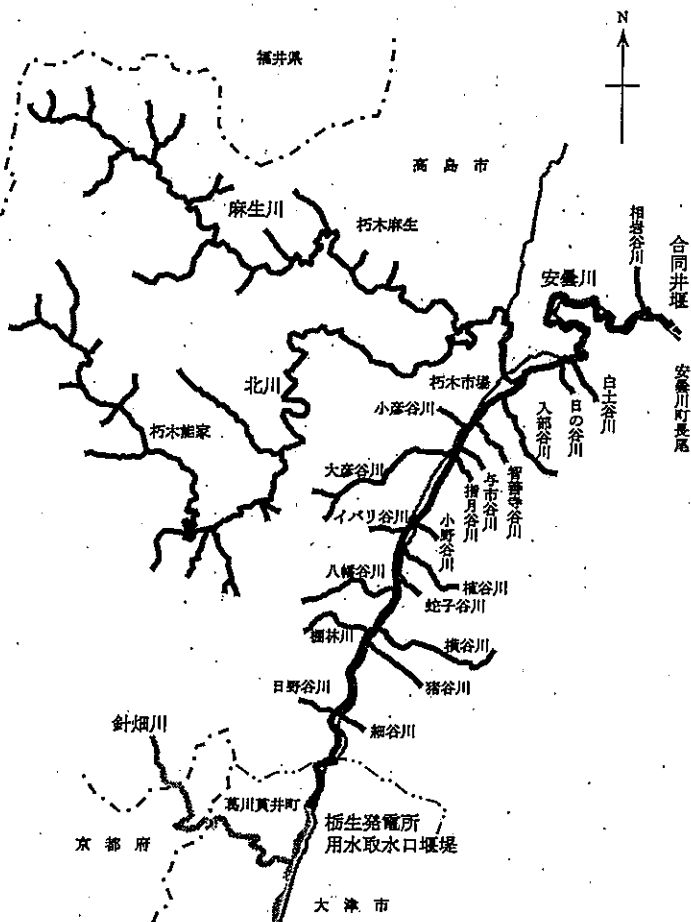 福井県
N
高島市
麻生川
朽木麻生
相岩谷川
合同井堰
安曇川
安曇川町長尾
朽木市場
北川
小彦谷川
白土谷川
日の谷川
入部谷川
朽木能家
大彦谷川
智善寺谷川
与市谷川
指月谷川
イバリ谷川
小野谷川
八幡谷川
植谷川
蛇子谷川
棚林川
横谷川
猪谷川
日野谷川
細谷川
針畑川
葛川貫井町
栃生発電所
用水取水口堰堤
京都府
大津市